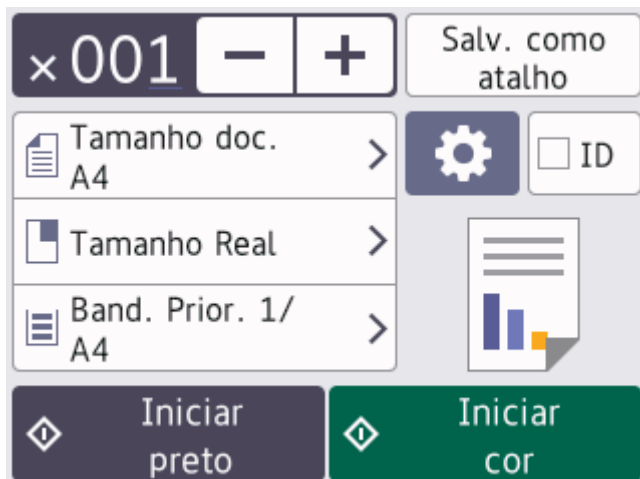 ×001 − +
Salv. como
atalho
Tamanho doc.
A4
ID
Tamanho Real
Band. Prior. 1/
A4
Iniciar
preto
Iniciar
cor